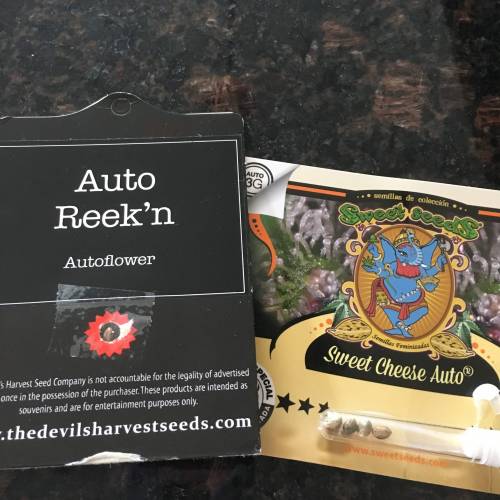 Auto
Reek'n
Autoflower
's Harvest Seed Company is not accountable for the legality of advertised
once in the possession of the purchaser. These products are intended as
souvenirs and are for entertainment purposes only.
w.thedevilsharvestseeds.com
AUTO
3G
semillas de colección
Sweet Seeds
Semillas Feminizadas
Sweet Cheese Auto®
www.sweetseeds.com